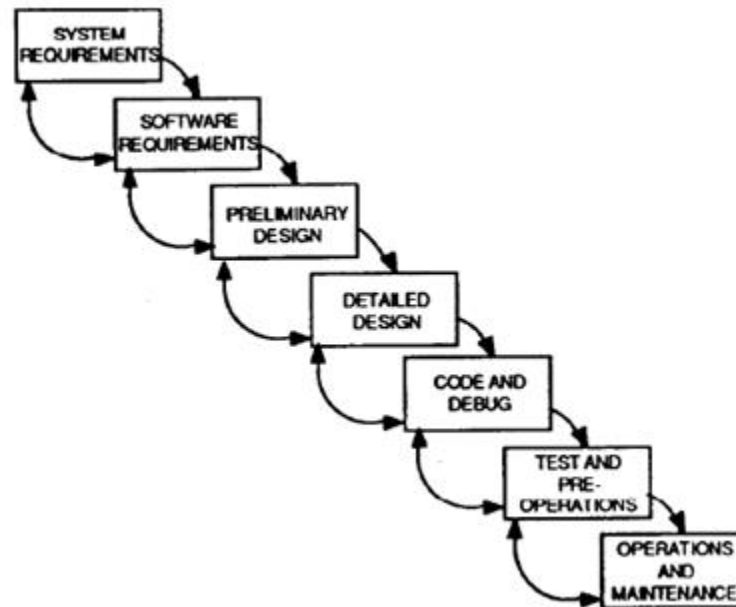 SYSTEM
REQUIREMENTS
SOFTWARE
REQUIREMENTS
PRELIMINARY
DESIGN
DETAILED
DESIGN
CODE AND
DEBUG
TEST AND
PRE-
OPERATIONS
OPERATIONS
AND
MAINTENANCE